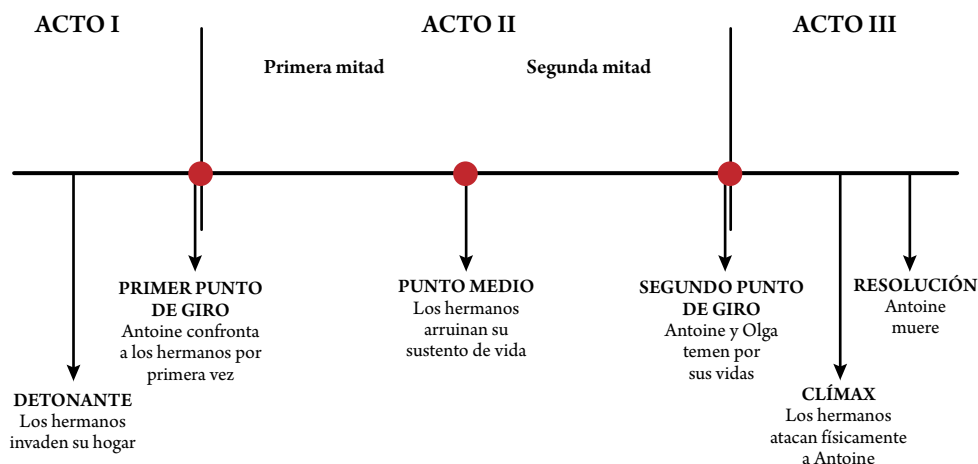 ACTO I
ACTO II
ACTO III
Primera mitad
Segunda mitad
PRIMER PUNTO
DE GIRO
Antoine confronta
a los hermanos por
primera vez
PUNTO MEDIO
Los hermanos
arruinan su
sustento de vida
SEGUNDO PUNTO
DE GIRO
Antoine y Olga
temen por
sus vidas
RESOLUCIÓN
Antoine
muere
DETONANTE
Los hermanos
invaden su hogar
CLÍMAX
Los hermanos
atacan físicamente
a Antoine